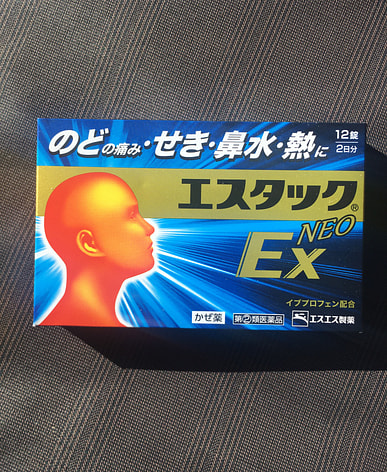 のどの痛み・せき・鼻水・熱に
12錠
2日分
エスタック®
NEO
Ex
イブプロフェン配合
かぜ薬
指定第②類医薬品
エスエス製薬